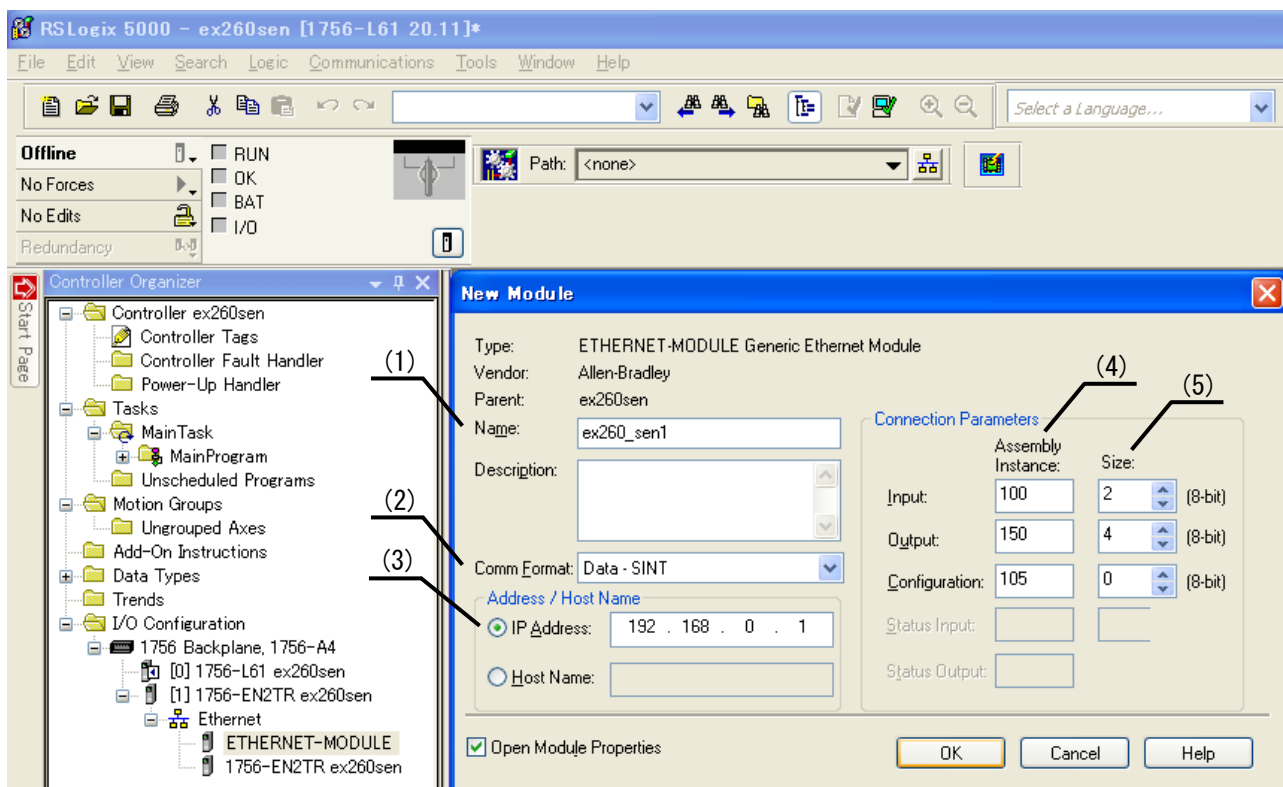 RSLogix 5000 - ex260sen [1756-L61 20.11]*
File Edit View Search Logic Communications Tools Window Help
Select a Language...
Offline
RUN
No Forces
OK
BAT
No Edits
I/O
Redundancy
Path: <none>
Start Page
Controller Organizer
Controller ex260sen
Controller Tags
Controller Fault Handler
Power-Up Handler
Tasks
MainTask
MainProgram
Unscheduled Programs
Motion Groups
Ungrouped Axes
Add-On Instructions
Data Types
Trends
I/O Configuration
1756 Backplane, 1756-A4
[0] 1756-L61 ex260sen
[1] 1756-EN2TR ex260sen
Ethernet
ETHERNET-MODULE
1756-EN2TR ex260sen
New Module
Type: ETHERNET-MODULE Generic Ethernet Module
Vendor: Allen-Bradley
Parent: ex260sen
(1)
Name: ex260_sen1
Description:
(2)
Comm Format: Data - SINT
(3)
Address / Host Name
IP Address: 192 . 168 . 0 . 1
Host Name:
(4)
(5)
Connection Parameters
Assembly Instance:
Size:
Input: 100 2 (8-bit)
Output: 150 4 (8-bit)
Configuration: 105 0 (8-bit)
Status Input:
Status Output:
Open Module Properties
OK Cancel Help